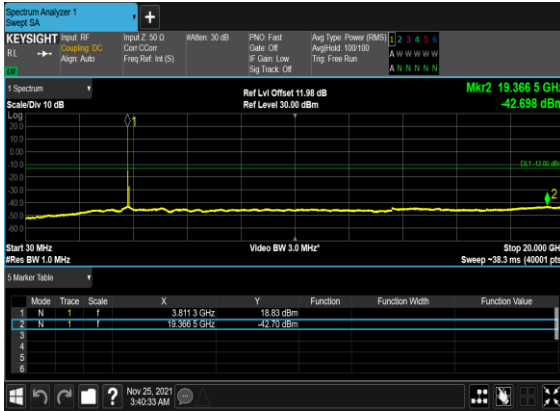 Spectrum Analyzer 1
Swept SA
+
KEYSIGHT Input: RF Input Z: 50 Ω #Atten: 30 dB PNO: Fast Avg Type: Power (RMS) 1 2 3 4 5 6
RL Coupling: DC Corr CCorr Gate: Off Avg|Hold: 100/100 A W W W W W
Align: Auto Freq Ref: Int (S) IF Gain: Low Trig: Free Run
Sig Track: Off A N N N N N
1 Spectrum
Ref Lvl Offset 11.98 dB Mkr2 19.366 5 GHz
Scale/Div 10 dB Ref Level 30.00 dBm -42.698 dBm
Log
20.0
10.0
0.00
-10.0
-20.0
-30.0
-40.0
-50.0
-60.0
1
DL1 -13.00 dBm
2
Start 30 MHz Video BW 3.0 MHz* Stop 20.000 GH
#Res BW 1.0 MHz Sweep ~38.3 ms (40001 pts
5 Marker Table
Mode Trace Scale X Y Function Function Width Function Value
1 N 1 f 3.811 3 GHz 18.83 dBm
2 N 1 f 19.366 5 GHz -42.70 dBm
3
4
5
6
? Nov 25, 2021
3:40:33 AM